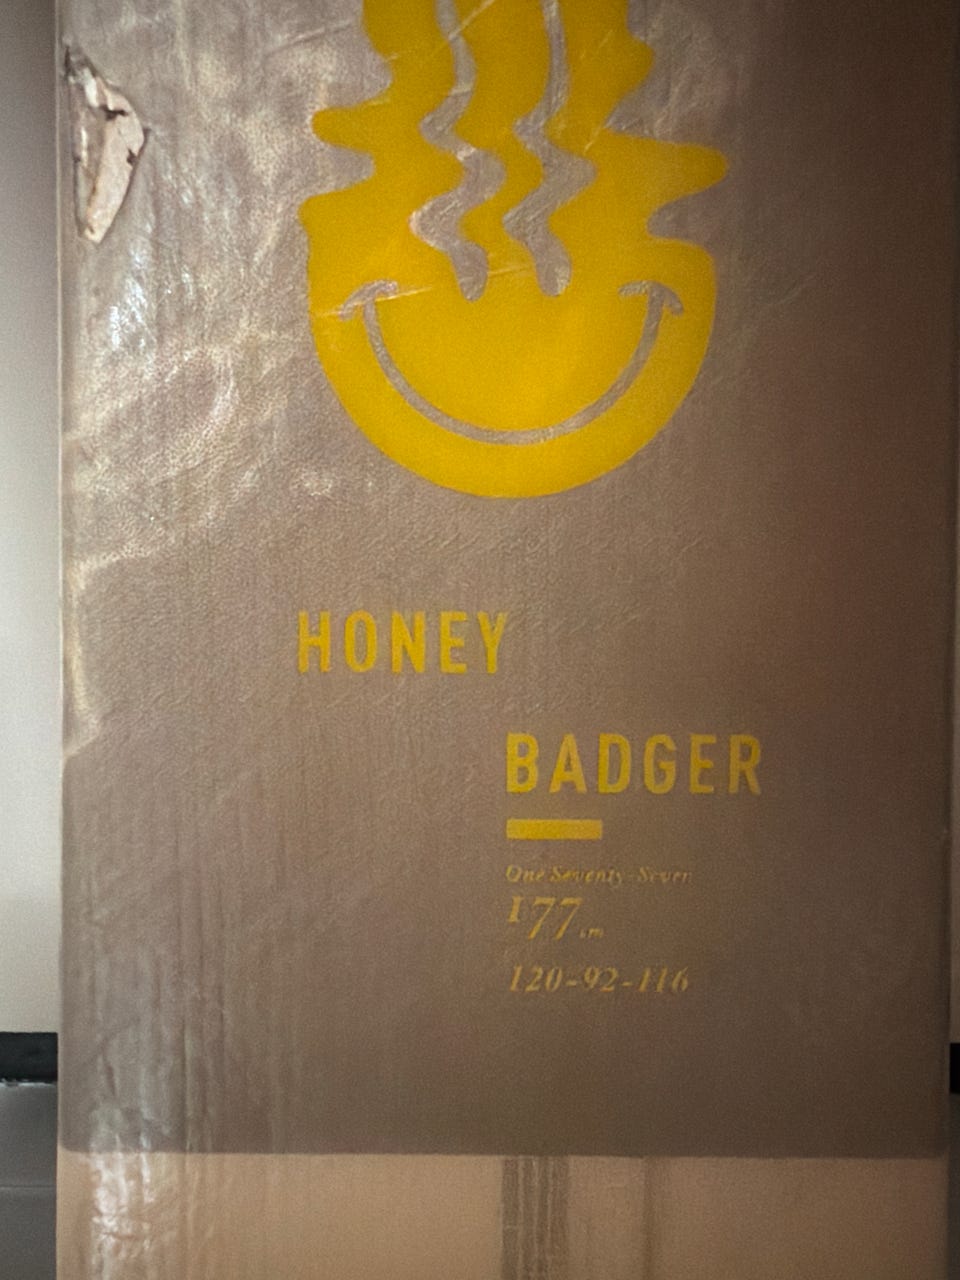 HONEY
BADGER
One Seventy-Seven
177cm
120-92-116